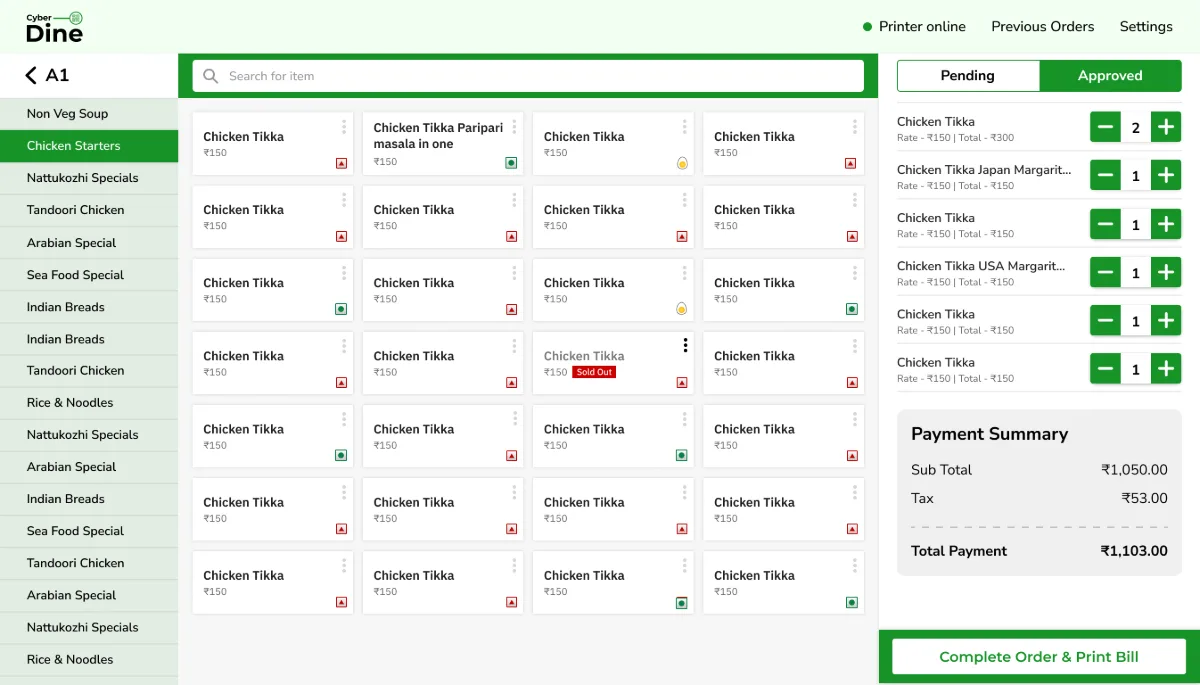 Cyber
Dine
Printer online
Previous Orders
Settings
A1
Non Veg Soup
Chicken Starters
Nattukozhi Specials
Tandoori Chicken
Arabian Special
Sea Food Special
Indian Breads
Indian Breads
Tandoori Chicken
Rice & Noodles
Nattukozhi Specials
Arabian Special
Indian Breads
Sea Food Special
Tandoori Chicken
Arabian Special
Nattukozhi Specials
Rice & Noodles
Search for item
Chicken Tikka
₹150
Chicken Tikka Paripari
masala in one
₹150
Chicken Tikka
₹150
Chicken Tikka
₹150
Chicken Tikka
₹150
Chicken Tikka
₹150
Chicken Tikka
₹150
Chicken Tikka
₹150
Chicken Tikka
₹150
Chicken Tikka
₹150
Chicken Tikka
₹150
Chicken Tikka
₹150
Chicken Tikka
₹150
Chicken Tikka
₹150
Chicken Tikka
₹150 Sold Out
Chicken Tikka
₹150
Chicken Tikka
₹150
Chicken Tikka
₹150
Chicken Tikka
₹150
Chicken Tikka
₹150
Chicken Tikka
₹150
Chicken Tikka
₹150
Chicken Tikka
₹150
Chicken Tikka
₹150
Chicken Tikka
₹150
Chicken Tikka
₹150
Chicken Tikka
₹150
Chicken Tikka
₹150
Pending
Approved
Chicken Tikka
Rate - ₹150 | Total - ₹300
2
Chicken Tikka Japan Margarit...
Rate - ₹150 | Total - ₹150
1
Chicken Tikka
Rate - ₹150 | Total - ₹150
1
Chicken Tikka USA Margarit...
Rate - ₹150 | Total - ₹150
1
Chicken Tikka
Rate - ₹150 | Total - ₹150
1
Chicken Tikka
Rate - ₹150 | Total - ₹150
1
Payment Summary
Sub Total ₹1,050.00
Tax ₹53.00
Total Payment ₹1,103.00
Complete Order & Print Bill